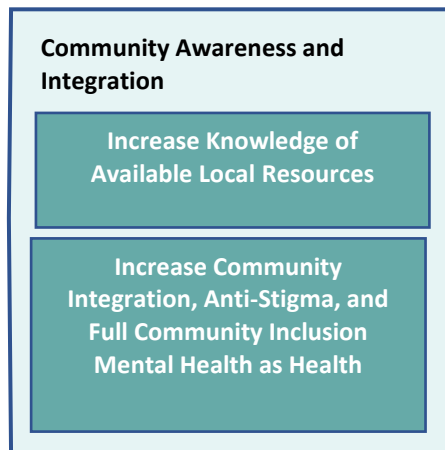 Community Awareness and
Integration
Increase Knowledge of
Available Local Resources
Increase Community
Integration, Anti-Stigma, and
Full Community Inclusion
Mental Health as Health